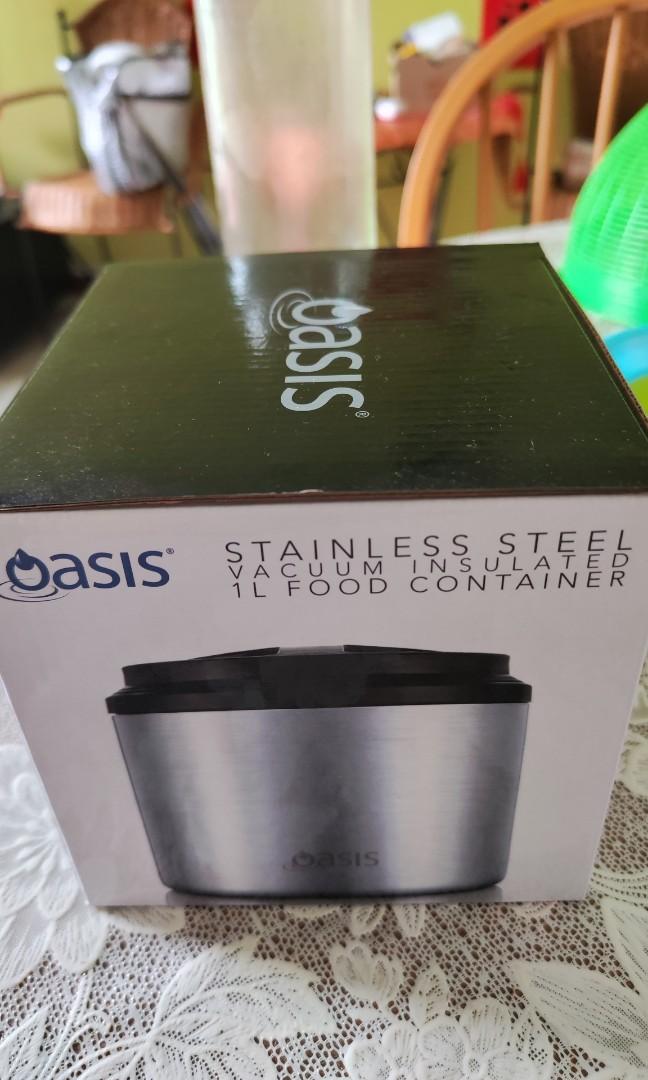 Oasis®
Oasis®
STAINLESS STEEL
VACUUM INSULATED
1L FOOD CONTAINER
Oasis